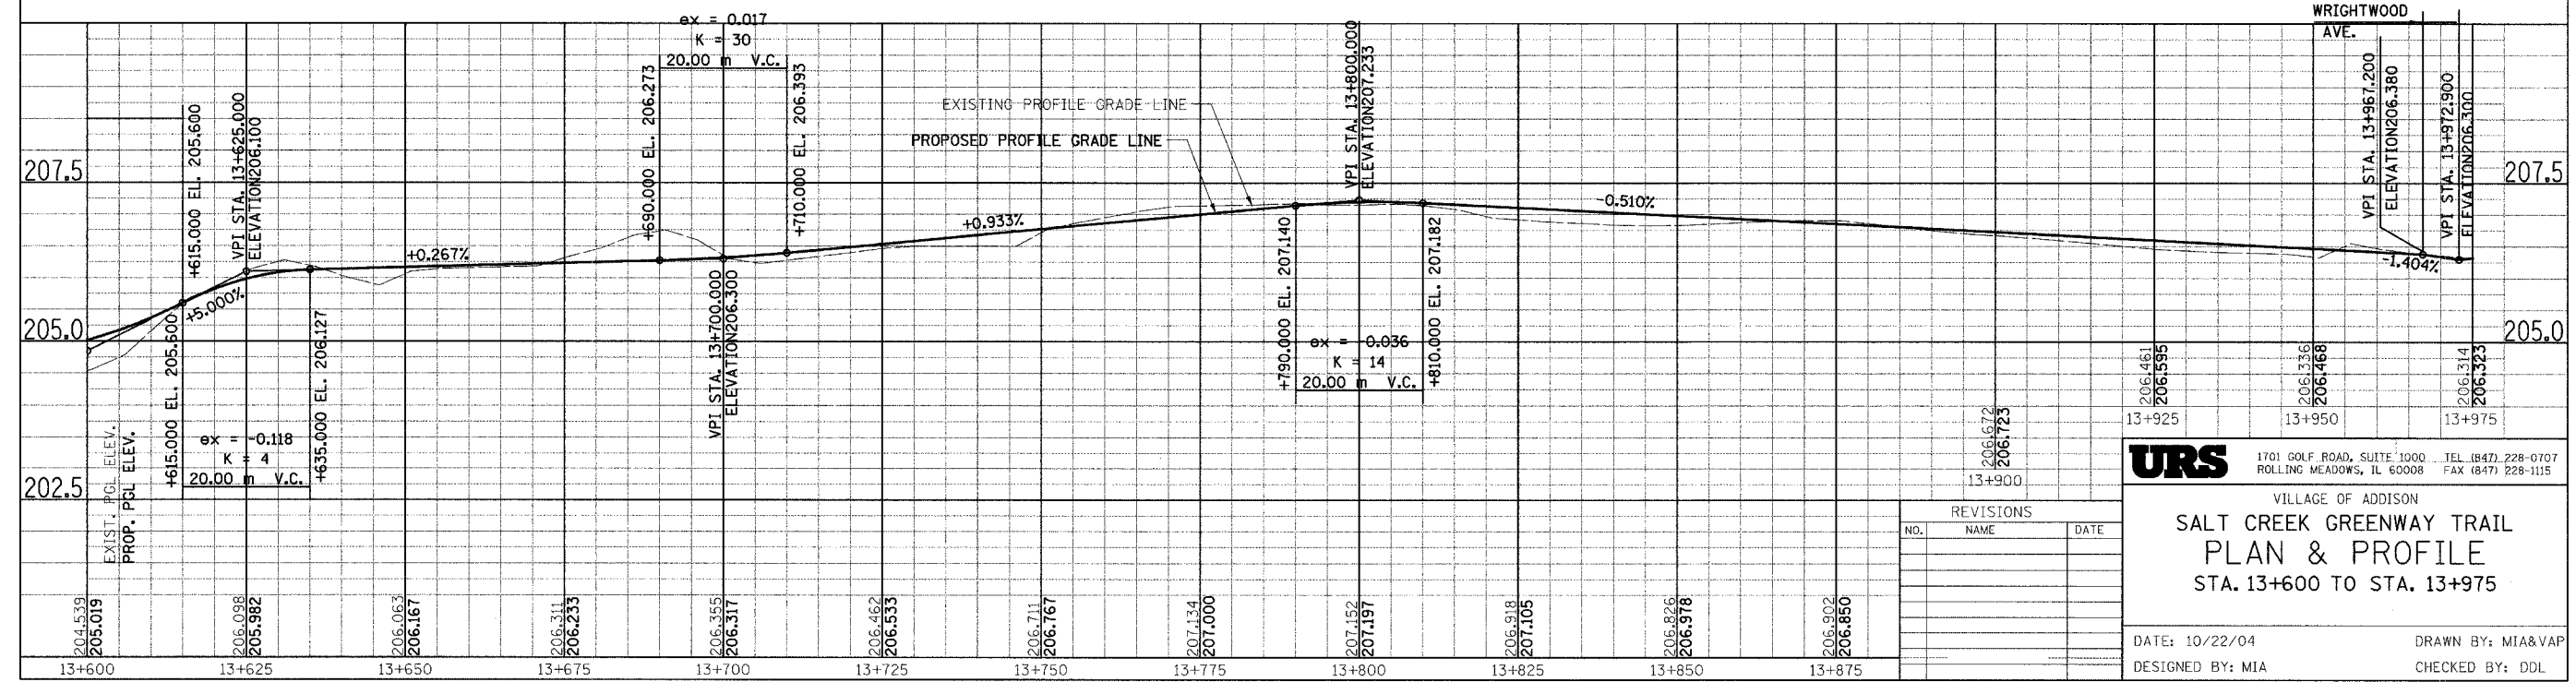 ex = 0.017
K = 30
20.00 m V.C.
+690.000 EL. 206.273
+710.000 EL. 206.393
+615.000 EL. 205.600
VPI STA. 13+625.000
ELEVATION206.100
EXISTING PROFILE GRADE LINE
PROPOSED PROFILE GRADE LINE
VPI STA. 13+800.000
ELEVATION207.233
WRIGHTWOOD
AVE.
VPI STA. 13+967.200
ELEVATION206.380
VPI STA. 13+972.900
ELEVATION206.300
207.5
207.5
+5.000%
+0.267%
+0.933%
-0.510%
-1.404%
205.0
205.0
+615.000 EL. 205.600
+635.000 EL. 206.127
ex = -0.118
K = 4
20.00 m V.C.
VPI STA. 13+700.000
ELEVATION206.300
+790.000 EL. 207.140
+810.000 EL. 207.182
ex = -0.036
K = 14
20.00 m V.C.
202.5
EXIST. PGL ELEV.
PROP. PGL ELEV.
204.539
205.019
13+600
206.098
205.982
13+625
206.063
206.167
13+650
206.311
206.233
13+675
206.355
206.317
13+700
206.462
206.533
13+725
206.711
206.767
13+750
207.134
207.000
13+775
207.152
207.197
13+800
206.918
207.105
13+825
206.826
206.978
13+850
206.902
206.850
13+875
206.672
206.723
13+900
206.461
206.595
13+925
206.336
206.468
13+950
206.314
206.323
13+975
REVISIONS
NO. NAME DATE
URS
1701 GOLF ROAD, SUITE 1000 TEL (847) 228-0707
ROLLING MEADOWS, IL 60008 FAX (847) 228-1115
VILLAGE OF ADDISON
SALT CREEK GREENWAY TRAIL
PLAN & PROFILE
STA. 13+600 TO STA. 13+975
DATE: 10/22/04 DRAWN BY: MIA&VAP
DESIGNED BY: MIA CHECKED BY: DDL